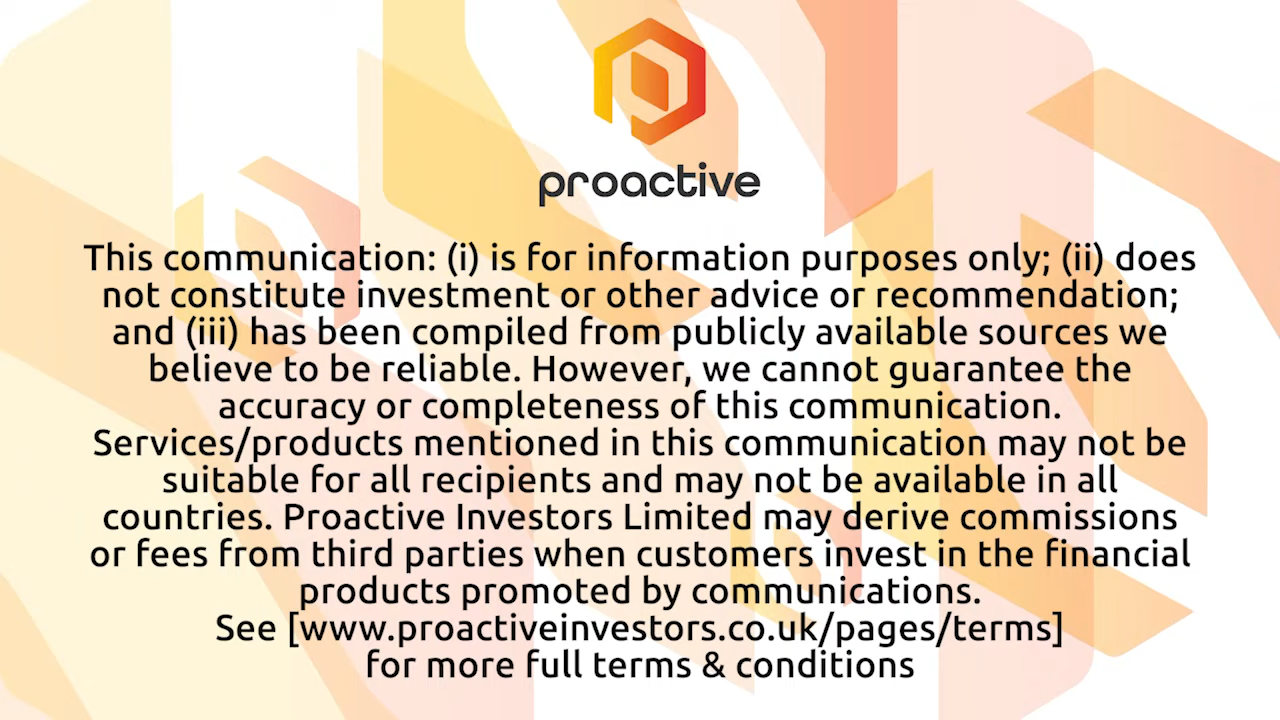 proactive
This communication: (i) is for information purposes only; (ii) does
not constitute investment or other advice or recommendation;
and (iii) has been compiled from publicly available sources we
believe to be reliable. However, we cannot guarantee the
accuracy or completeness of this communication.
Services/products mentioned in this communication may not be
suitable for all recipients and may not be available in all
countries. Proactive Investors Limited may derive commissions
or fees from third parties when customers invest in the financial
products promoted by communications.
See [www.proactiveinvestors.co.uk/pages/terms]
for more full terms & conditions